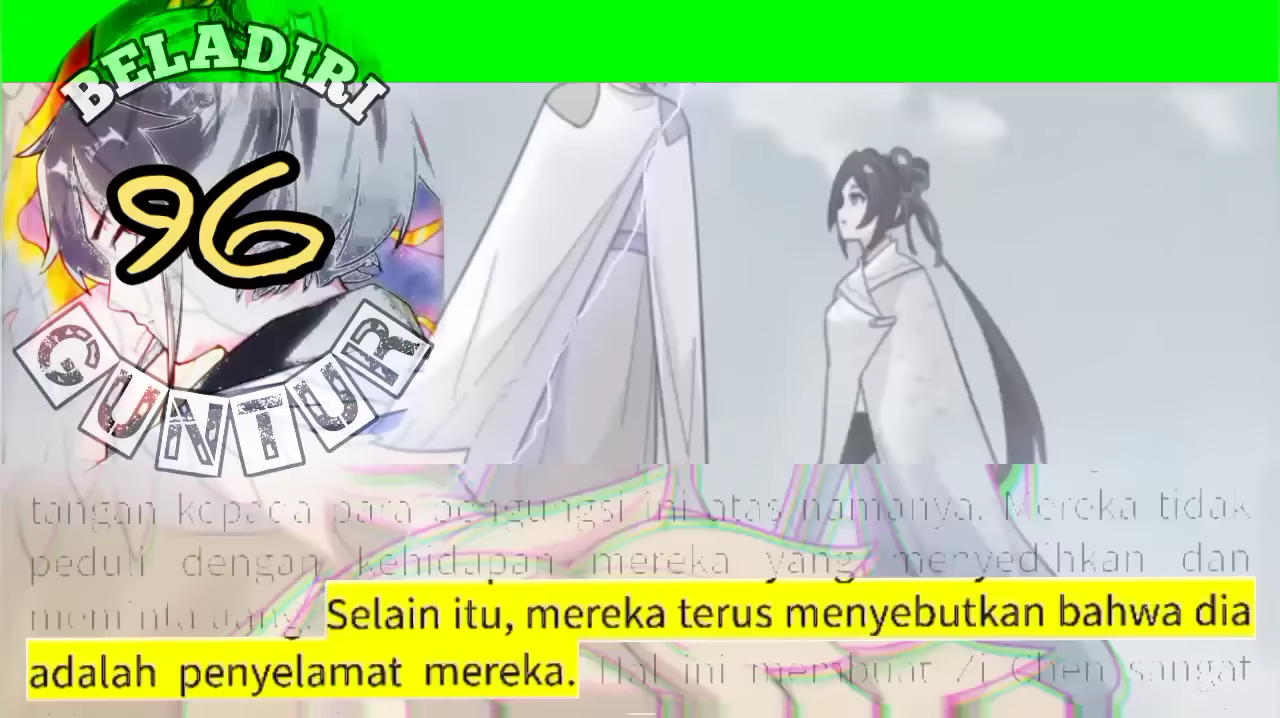 BELADIRI
96
GUNTUR
tangan kepada para pengungsi ini atas namanya. Mereka tidak
peduli dengan kehidupan mereka yang menyedihkan dan
meminta uang. Selain itu, mereka terus menyebutkan bahwa dia
adalah penyelamat mereka. Hal ini membuat Zi Chen sangat